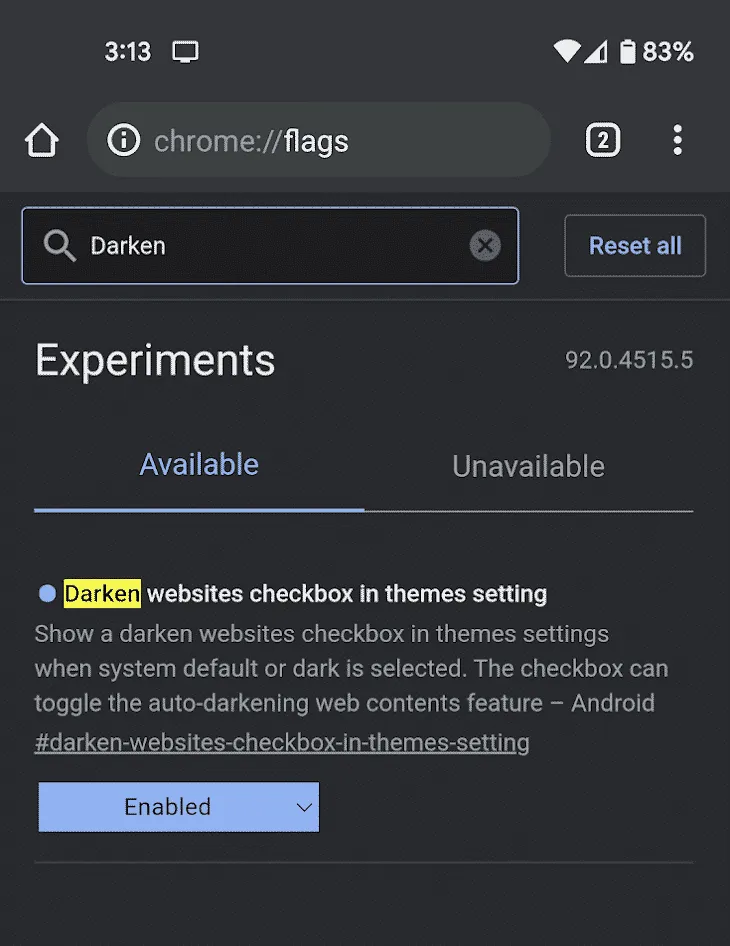 3:13 83%
chrome://flags 2
Darken Reset all
Experiments 92.0.4515.5
Available Unavailable
Darken websites checkbox in themes setting
Show a darken websites checkbox in themes settings
when system default or dark is selected. The checkbox can
toggle the auto-darkening web contents feature – Android
#darken-websites-checkbox-in-themes-setting
Enabled